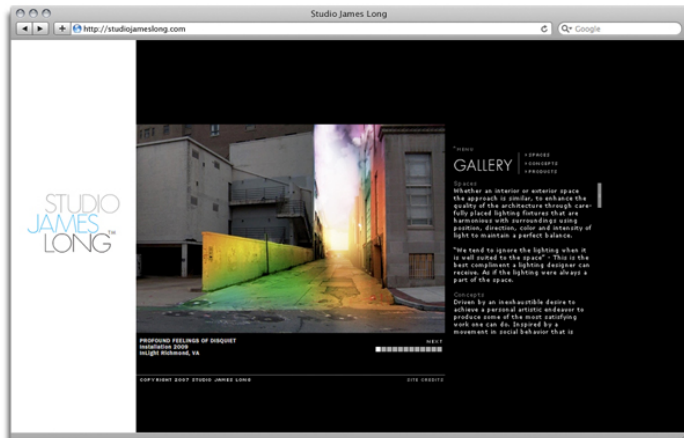 Studio James Long
http://studiojameslong.com
Google
STUDIO
JAMES
LONG™
MENU
GALLERY
SPACES
CONCEPTS
PRODUCTS
Spaces
Whether an interior or exterior space
the approach is similar, to enhance the
quality of the architecture through care-
fully placed lighting fixtures that are
harmonious with surroundings using
position, direction, color and intensity of
light to maintain a perfect balance.
"We tend to ignore the lighting when it
is well suited to the space" - This is the
best compliment a lighting designer can
receive. As if the lighting were always a
part of the space.
Concepts
Driven by an inexhaustible desire to
achieve a personal artistic endeavor to
produce some of the most satisfying
work one can do. Inspired by a
movement in social behavior that is
PROFOUND FEELINGS OF DISQUIET
Installation 2009
InLight Richmond, VA
NEXT
COPYRIGHT 2007 STUDIO JAMES LONG
SITE CREDITS